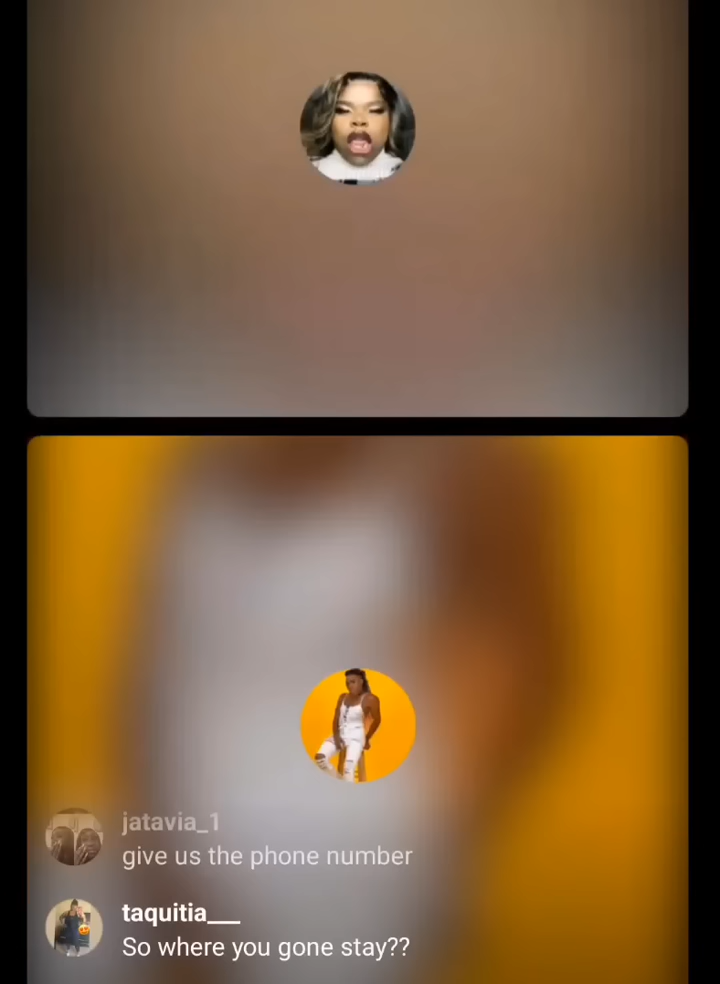 jatavia_1
give us the phone number
taquitia___
So where you gone stay??